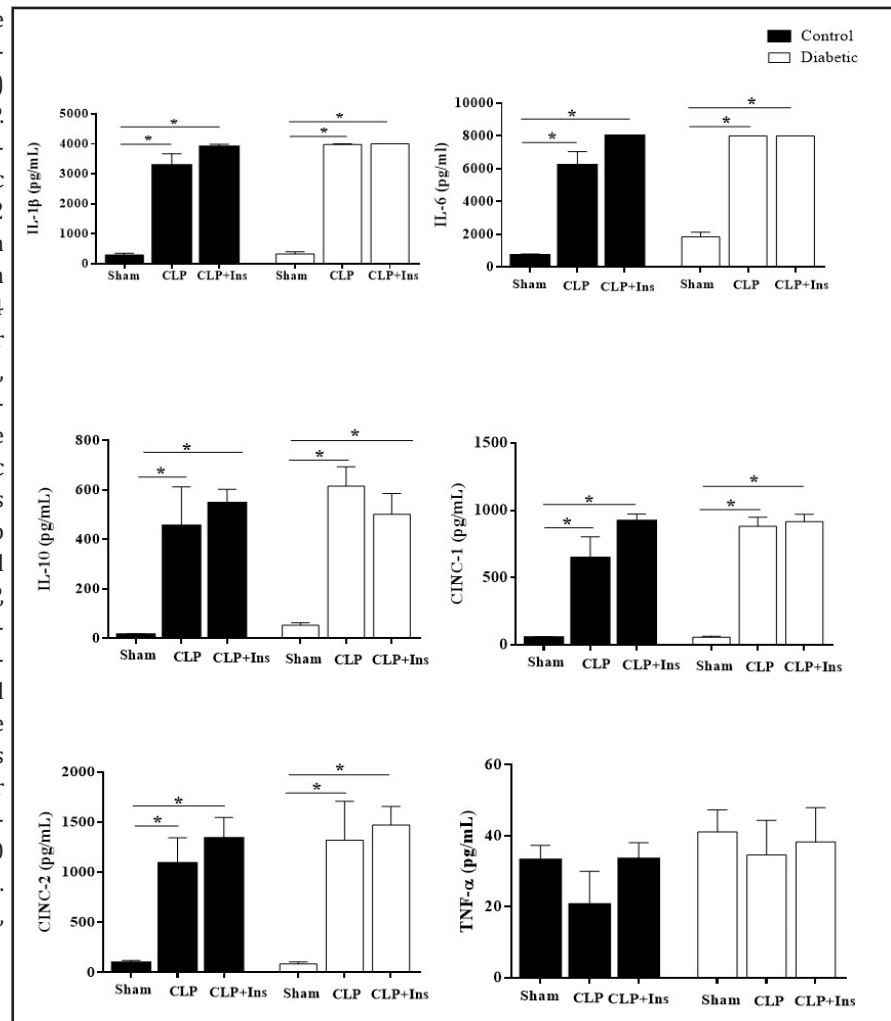 Control
Diabetic
IL-1β (pg/mL)
5000
4000
3000
2000
1000
0
* * * *
Sham CLP CLP+Ins Sham CLP CLP+Ins
IL-6 (pg/ml)
10000
8000
6000
4000
2000
0
* * * *
Sham CLP CLP+Ins Sham CLP CLP+Ins
IL-10 (pg/mL)
800
600
400
200
0
* * * *
Sham CLP CLP+Ins Sham CLP CLP+Ins
CINC-1 (pg/mL)
1500
1000
500
0
* * * *
Sham CLP CLP+Ins Sham CLP CLP+Ins
CINC-2 (pg/mL)
2000
1500
1000
500
0
* * * *
Sham CLP CLP+Ins Sham CLP CLP+Ins
TNF-α (pg/mL)
60
40
20
0
Sham CLP CLP+Ins Sham CLP CLP+Ins